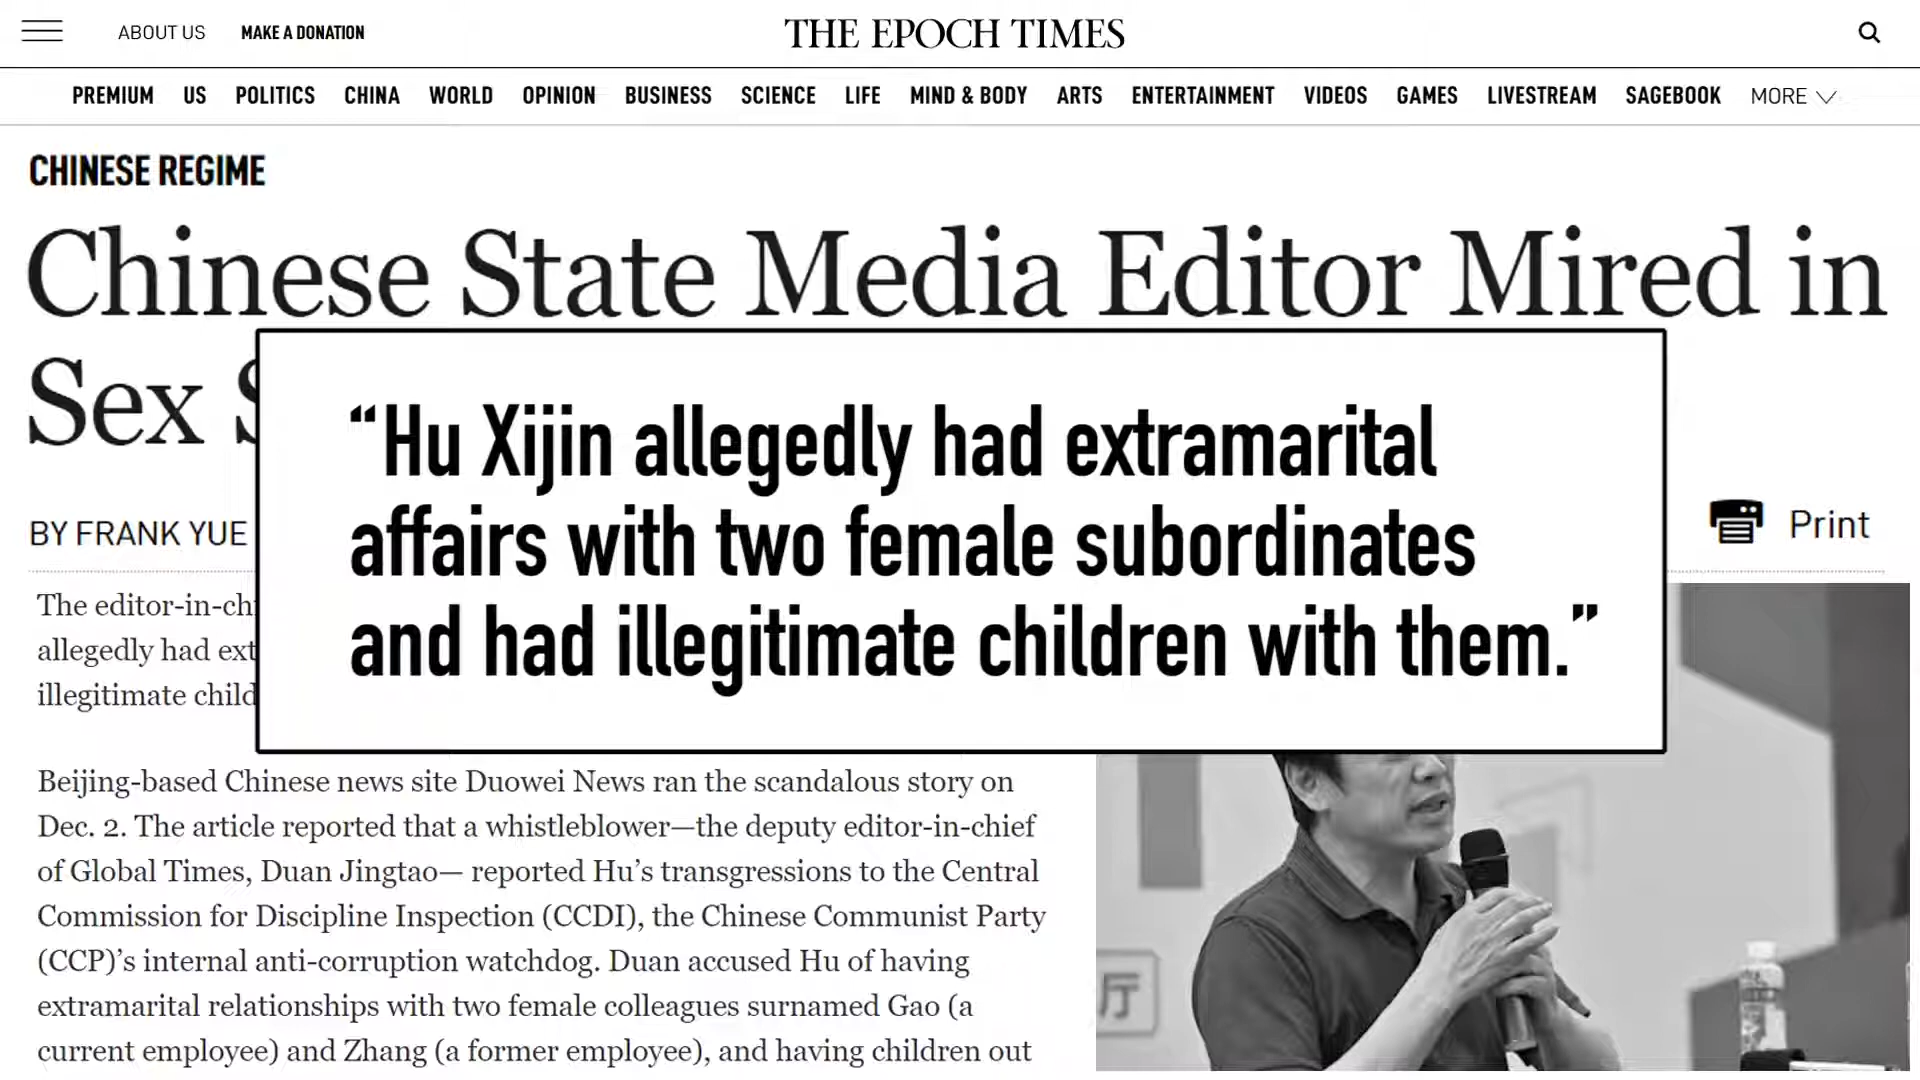 ABOUT US
MAKE A DONATION
THE EPOCH TIMES
PREMIUM US POLITICS CHINA WORLD OPINION BUSINESS SCIENCE LIFE MIND & BODY ARTS ENTERTAINMENT VIDEOS GAMES LIVESTREAM SAGEBOOK MORE
CHINESE REGIME
Chinese State Media Editor Mired in
Sex
“Hu Xijin allegedly had extramarital
affairs with two female subordinates
and had illegitimate children with them.”
BY FRANK YUE
Print
The
allegedly had
illegitimate
Beijing-based Chinese news site Duowei News ran the scandalous story on
Dec. 2. The article reported that a whistleblower—the deputy editor-in-chief
of Global Times, Duan Jingtao— reported Hu’s transgressions to the Central
Commission for Discipline Inspection (CCDI), the Chinese Communist Party
(CCP)’s internal anti-corruption watchdog. Duan accused Hu of having
extramarital relationships with two female colleagues surnamed Gao (a
current employee) and Zhang (a former employee), and having children out
厅